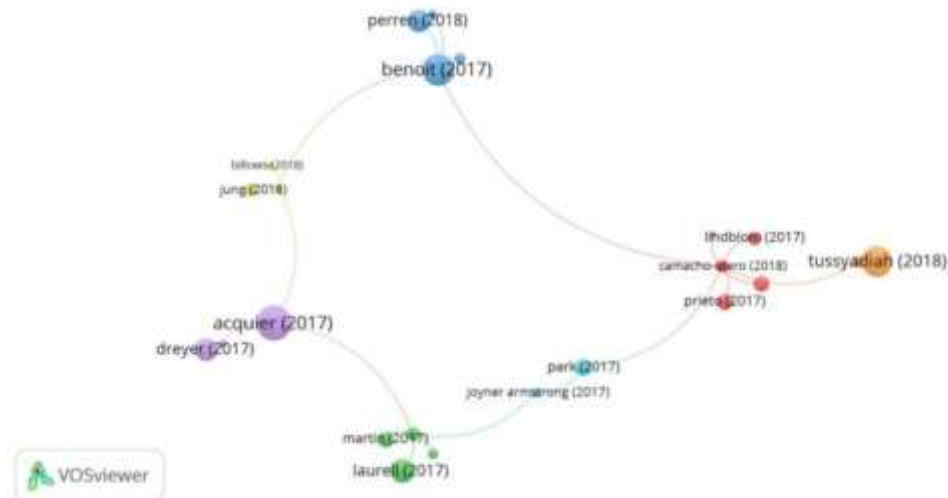 perren (2018)
benoit (2017)
jung (2018)
lindblom (2017)
camacho-otero (2018)
tussyadiah (2018)
prieto (2017)
acquier (2017)
dreyer (2017)
park (2017)
joyner armstrong (2017)
martin (2017)
laurell (2017)
VOSviewer